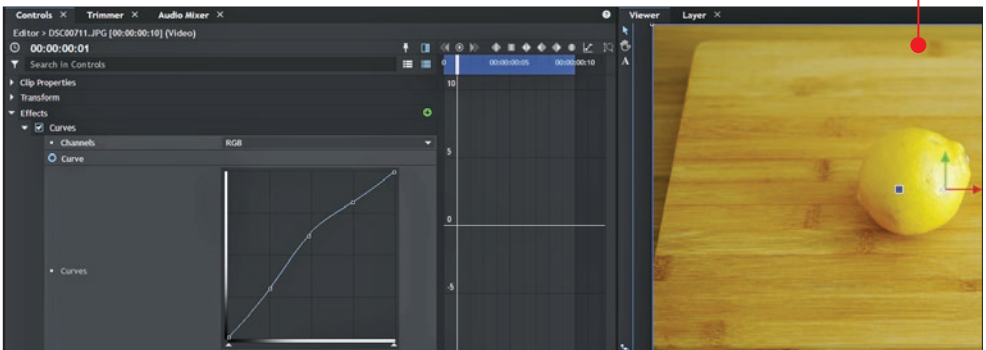 Controls × Trimmer × Audio Mixer ×
Editor > DSC00711.JPG [00:00:00:10] (Video)
00:00:00:01
Search In Controls
Clip Properties
Transform
Effects
Curves
Channels RGB
Curve
Curves
0 00:00:00:05 00:00:00:10
10
5
0
-5
Viewer Layer ×
A